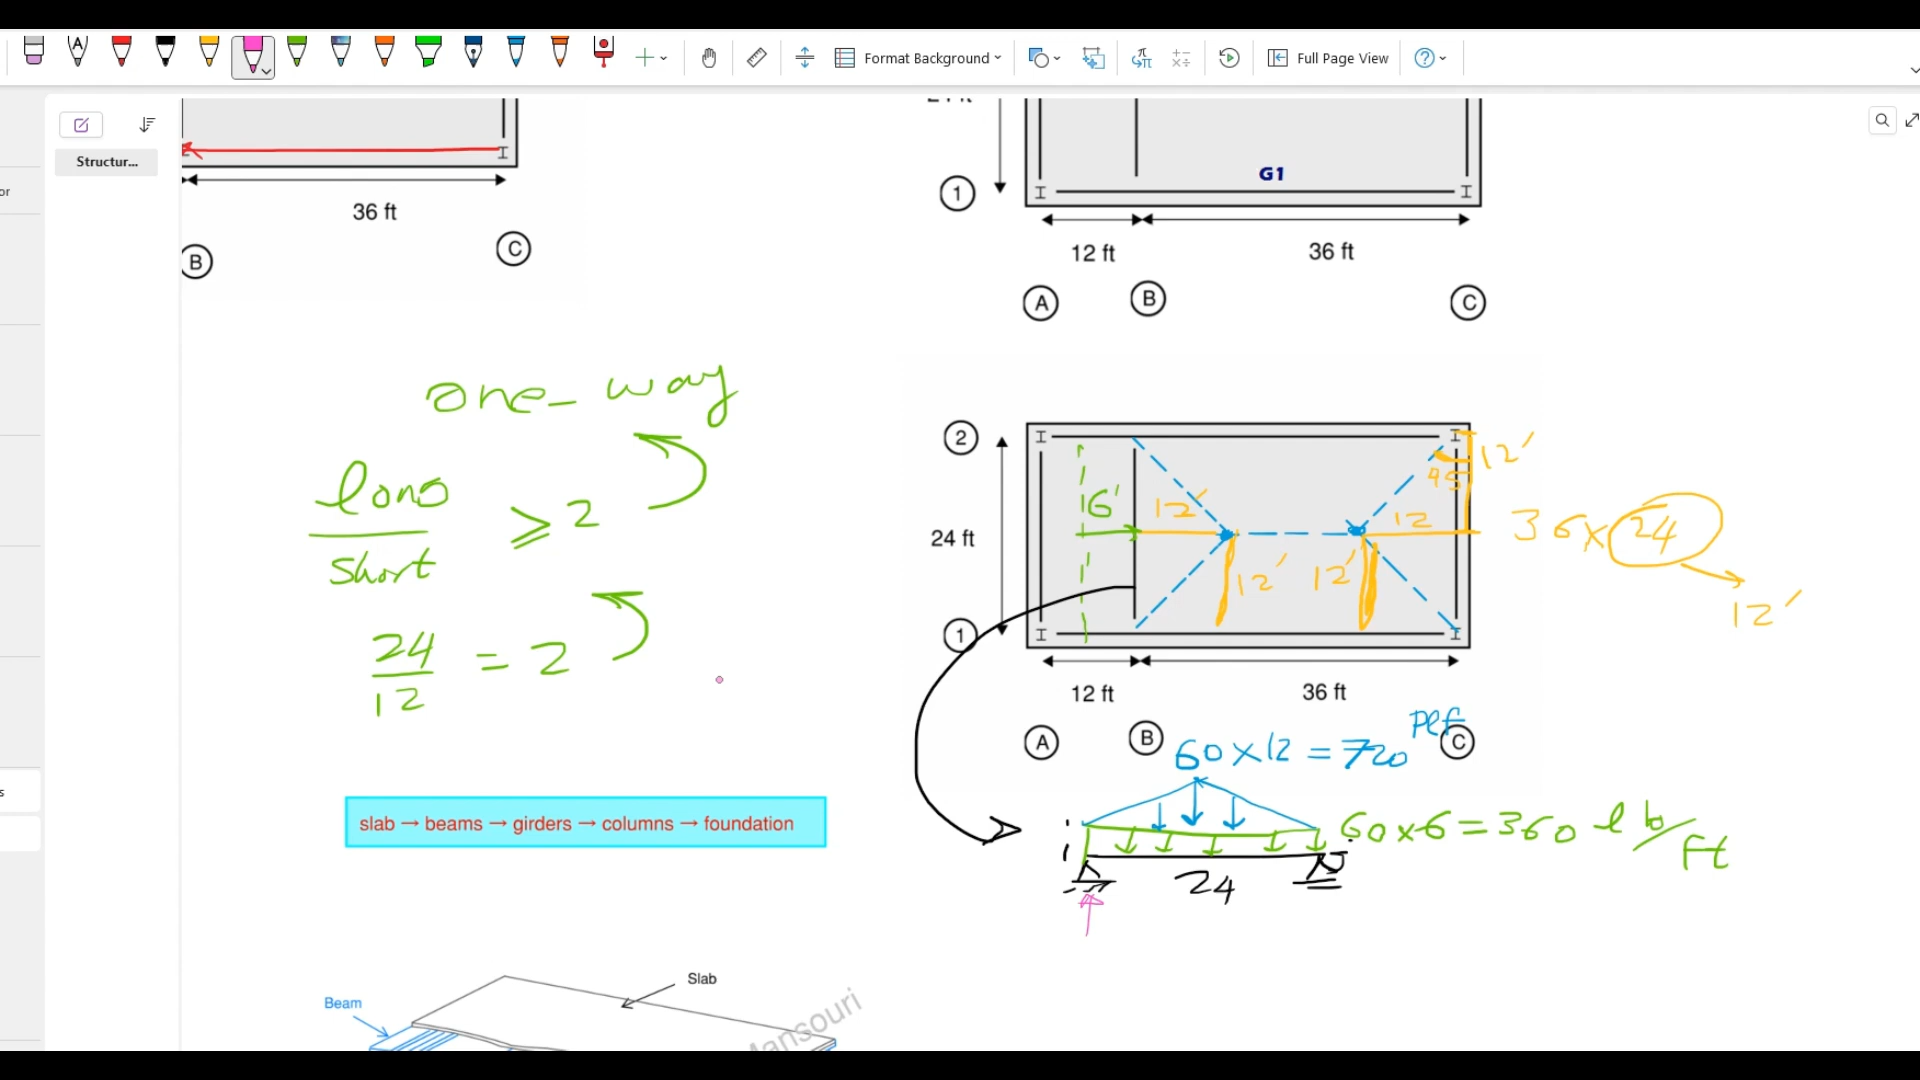 Format Background
Full Page View
Structur...
or
s
36 ft
B
C
1
G1
12 ft
36 ft
A
B
C
one-way
long
short
≥ 2
24
12
= 2
2
24 ft
1
16'
12'
12
12'
12'
12'
45
36×24
12'
12 ft
36 ft
A
B
C
60×12 = 720 Plf
60×6 = 360 lb/Ft
24
slab → beams → girders → columns → foundation
Slab
Beam
Mansouri